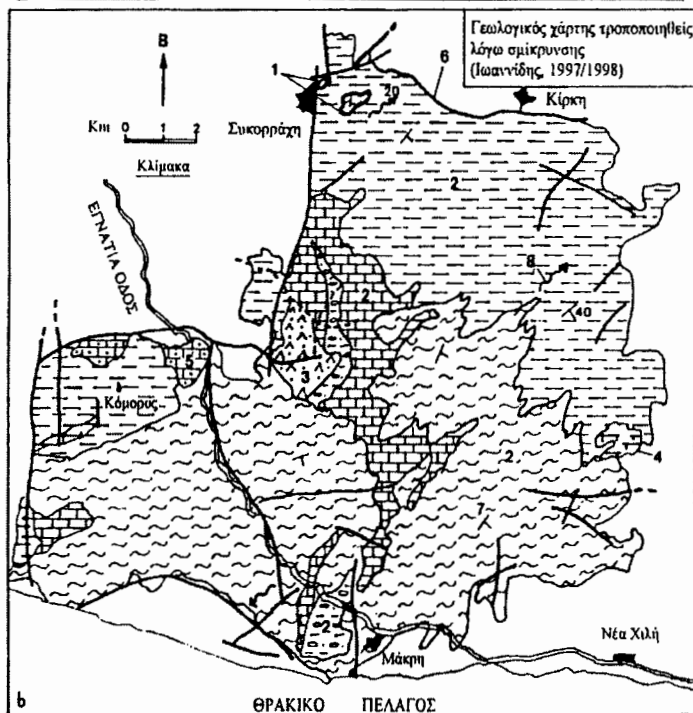 Γεωλογικός χάρτης τροποποιηθείς
λόγω σμίκρυνσης
(Ιωαννίδης, 1997/1998)
Β
1
6
20
Κίρκη
Συκορράχη
Km 0 1 2
Κλίμακα
2
ΕΓΝΑΤΙΑ ΟΔΟΣ
8
2
40
5
3
Κόμαρος
4
2
7
2
Νέα Χιλή
Μάκρη
b
ΘΡΑΚΙΚΟ ΠΕΛΑΓΟΣ